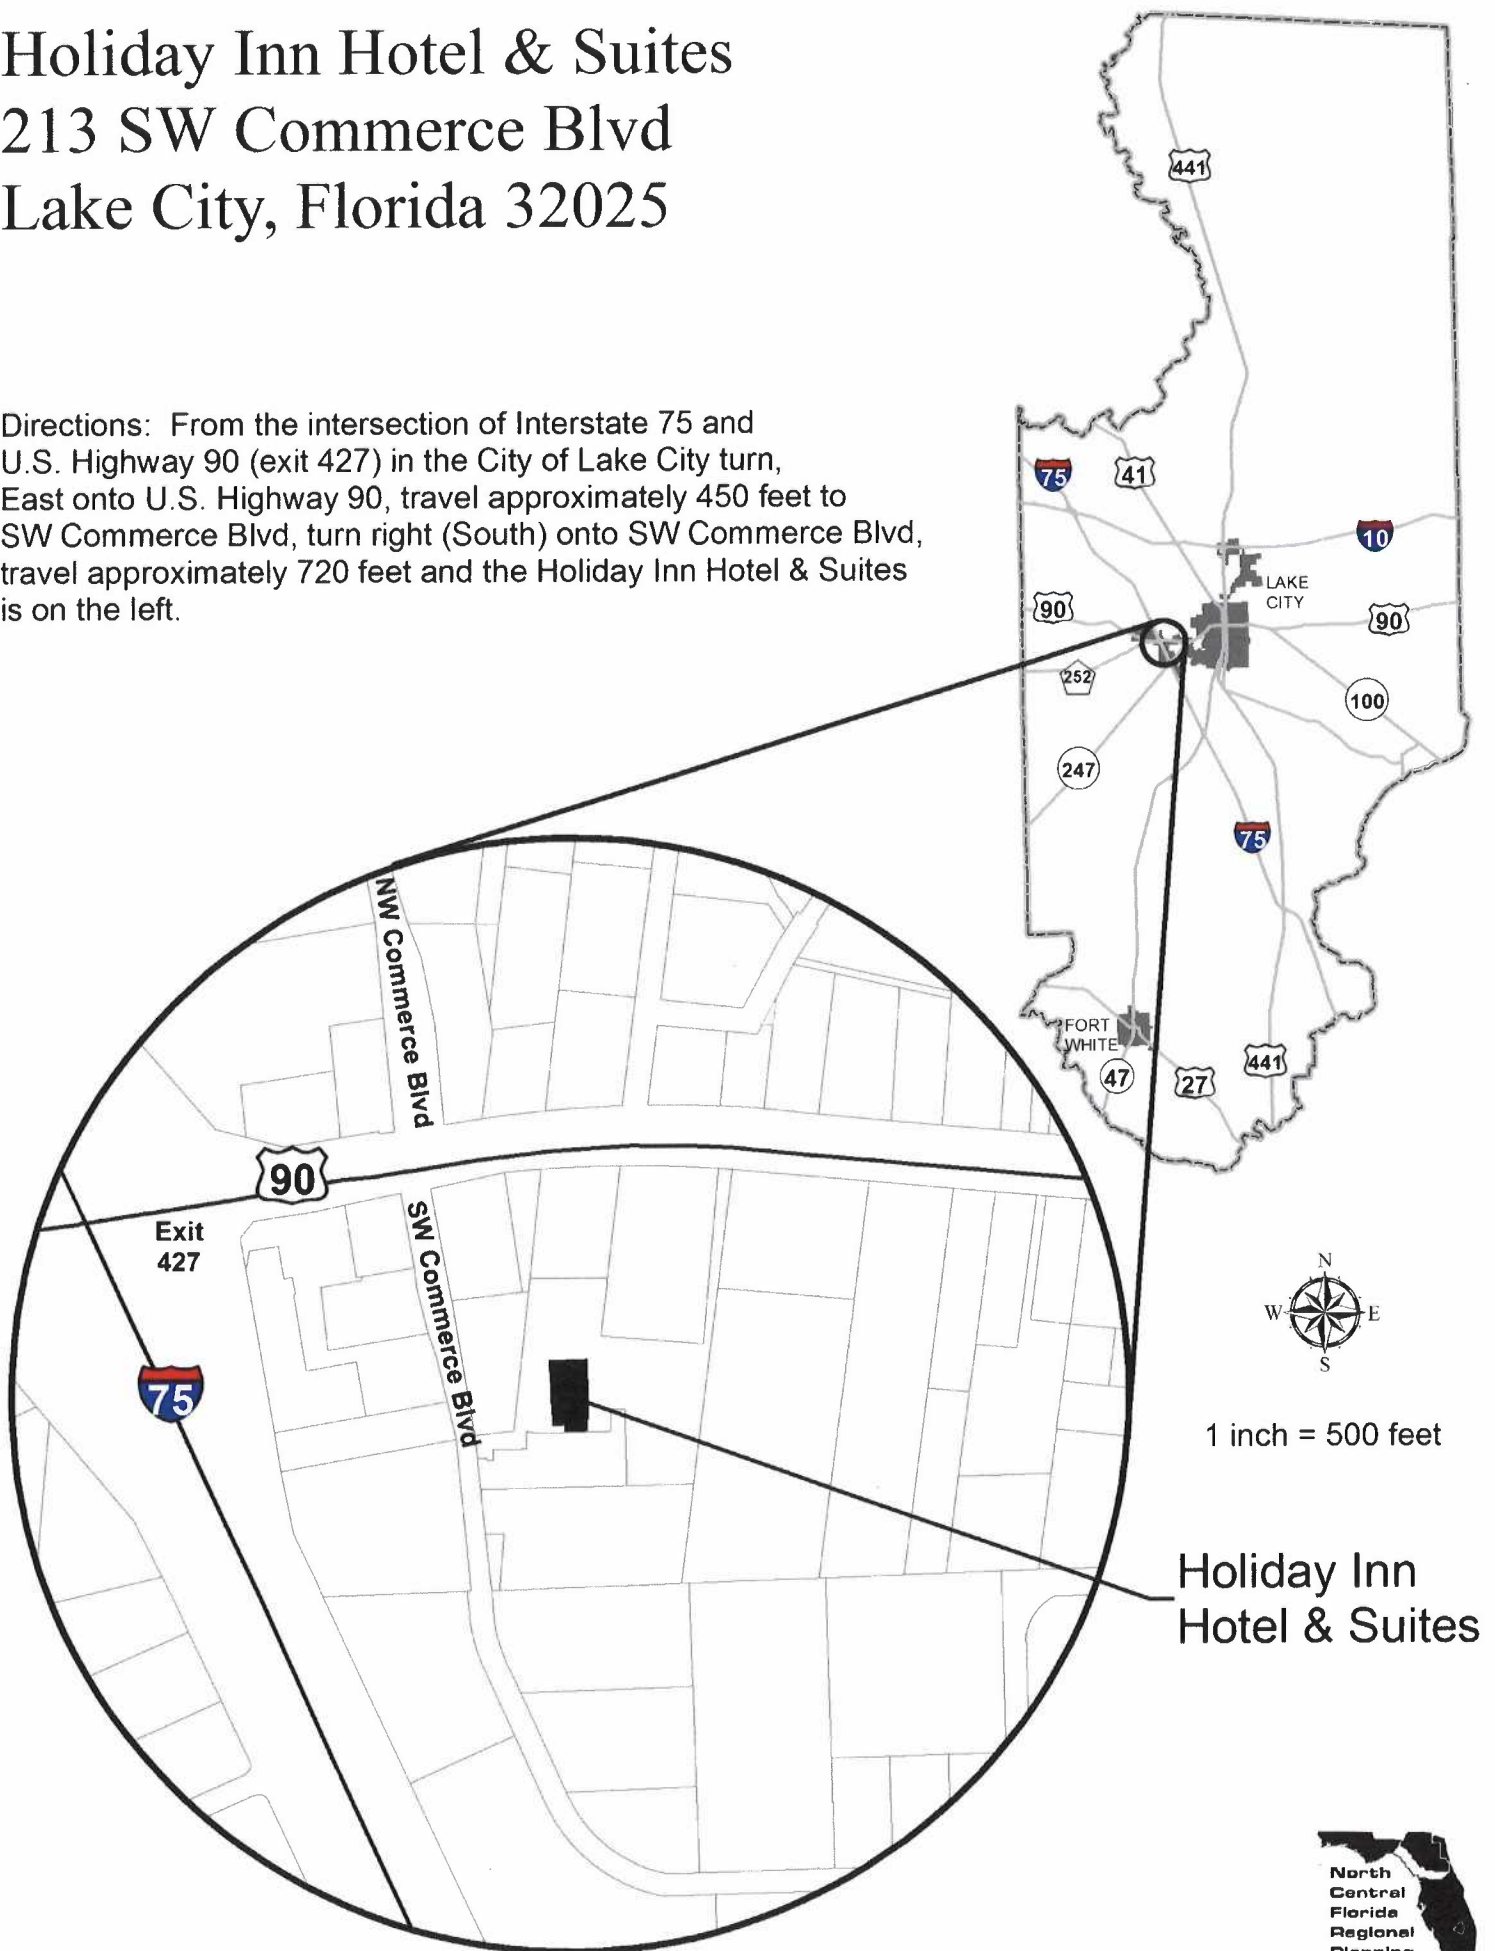 Holiday Inn Hotel & Suites
213 SW Commerce Blvd
Lake City, Florida 32025
Directions: From the intersection of Interstate 75 and
U.S. Highway 90 (exit 427) in the City of Lake City turn,
East onto U.S. Highway 90, travel approximately 450 feet to
SW Commerce Blvd, turn right (South) onto SW Commerce Blvd,
travel approximately 720 feet and the Holiday Inn Hotel & Suites
is on the left.
441
75
41
10
LAKE
CITY
90
90
252
100
247
75
FORT
WHITE
47
27
441
NW Commerce Blvd
90
Exit
427
SW Commerce Blvd
75
N
W
E
S
1 inch = 500 feet
Holiday Inn
Hotel & Suites
North
Central
Florida
Regional
Planning